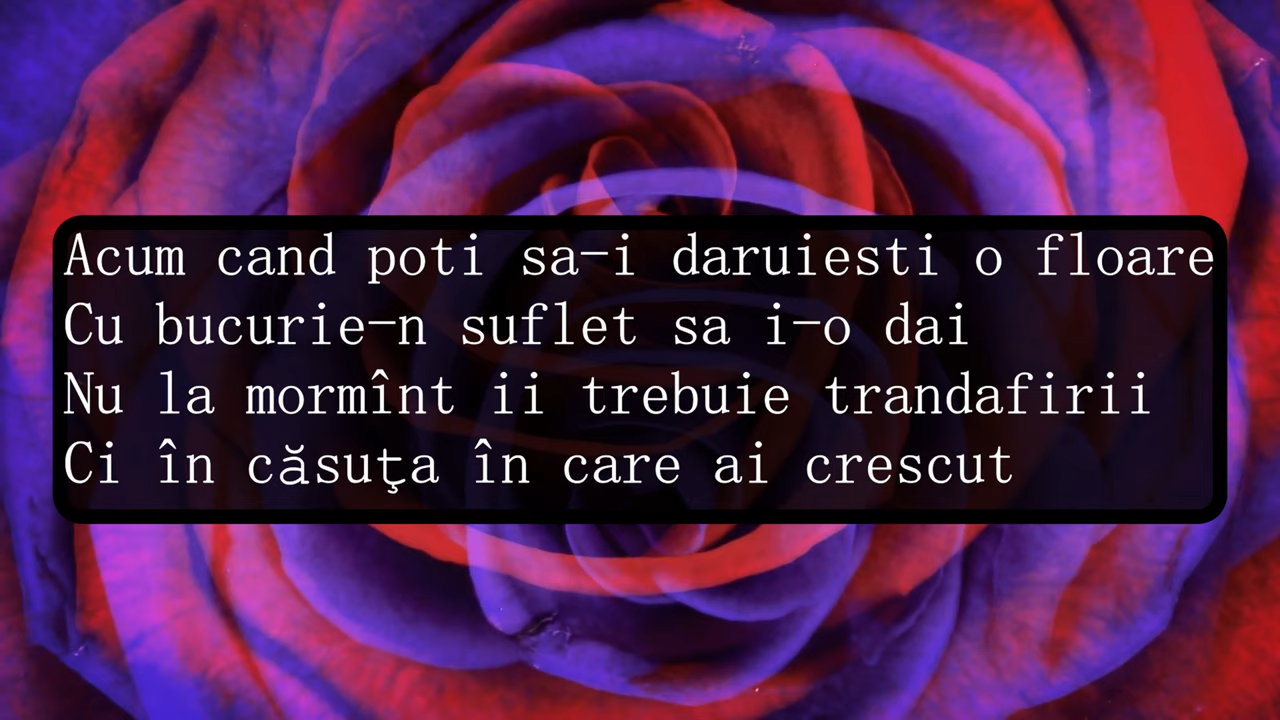 Acum cand poti sa-i daruiesti o floare
Cu bucurie-n suflet sa i-o dai
Nu la mormînt ii trebuie trandafirii
Ci în căsuţa în care ai crescut